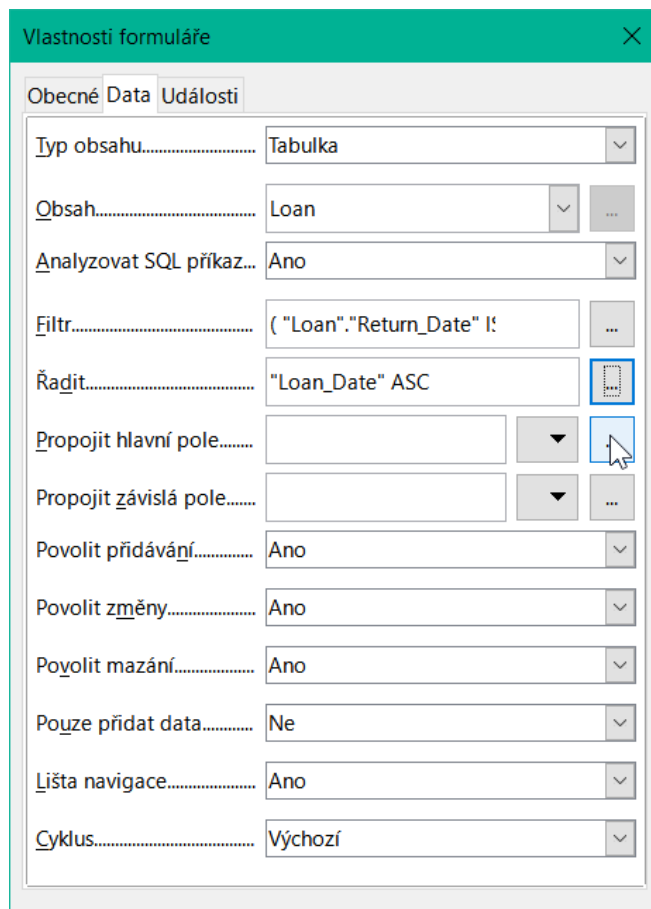 Vlastnosti formuláře
Obecné Data Události
Typ obsahu............................ Tabulka
Obsah........................................ Loan ...
Analyzovat SQL příkaz... Ano
Filtr............................................. ( "Loan"."Return_Date" I ...
Řadit.......................................... "Loan_Date" ASC ...
Propojit hlavní pole........
Propojit závislá pole....... ...
Povolit přidávání.............. Ano
Povolit změny...................... Ano
Povolit mazání.................... Ano
Pouze přidat data............ Ne
Lišta navigace...................... Ano
Cyklus........................................ Výchozí